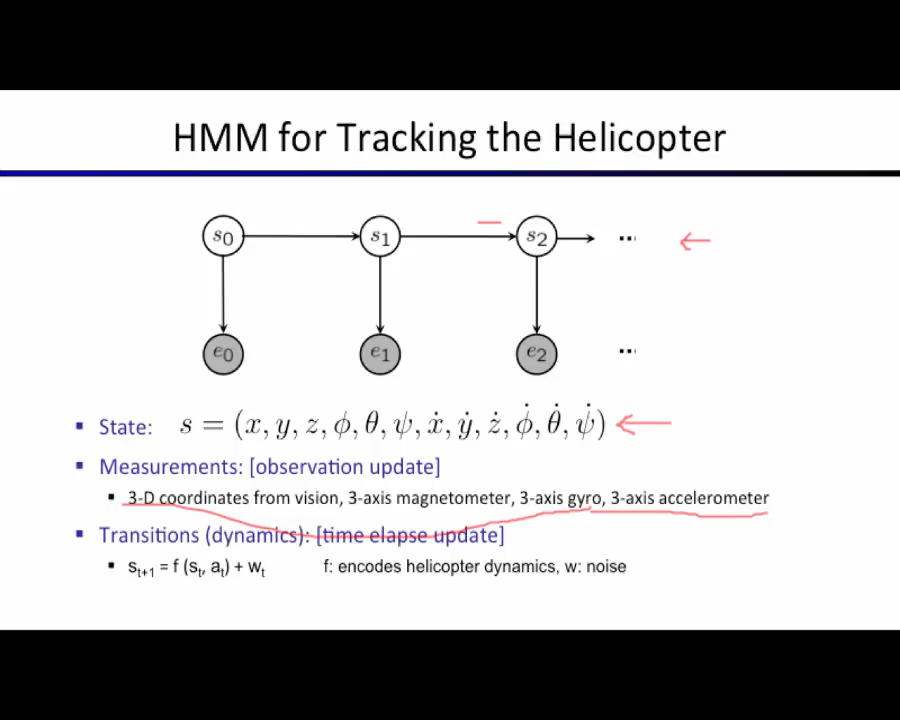 HMM for Tracking the Helicopter
s0 s1 s2 ...
e0 e1 e2 ...
State: s = (x, y, z, ϕ, θ, ψ, ẋ, ẏ, ż, ϕ̇, θ̇, ψ̇)
Measurements: [observation update]
3-D coordinates from vision, 3-axis magnetometer, 3-axis gyro, 3-axis accelerometer
Transitions (dynamics): [time elapse update]
st+1 = f (st, at) + wt f: encodes helicopter dynamics, w: noise